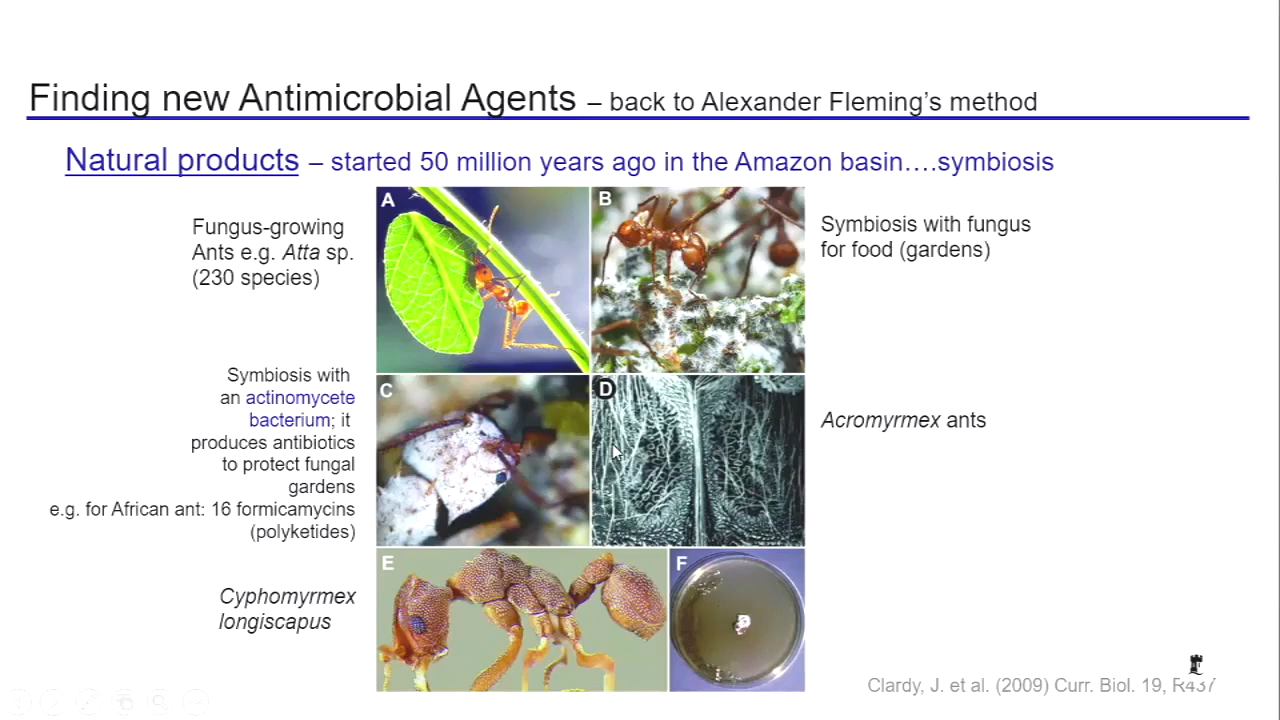 Finding new Antimicrobial Agents – back to Alexander Fleming's method
Natural products – started 50 million years ago in the Amazon basin….symbiosis
Fungus-growing
Ants e.g. Atta sp.
(230 species)
A
B
Symbiosis with fungus
for food (gardens)
Symbiosis with
an actinomycete
bacterium; it
produces antibiotics
to protect fungal
gardens
e.g. for African ant: 16 formicamycins
(polyketides)
C
D
Acromyrmex ants
Cyphomyrmex
longiscapus
E
F
Clardy, J. et al. (2009) Curr. Biol. 19, R437